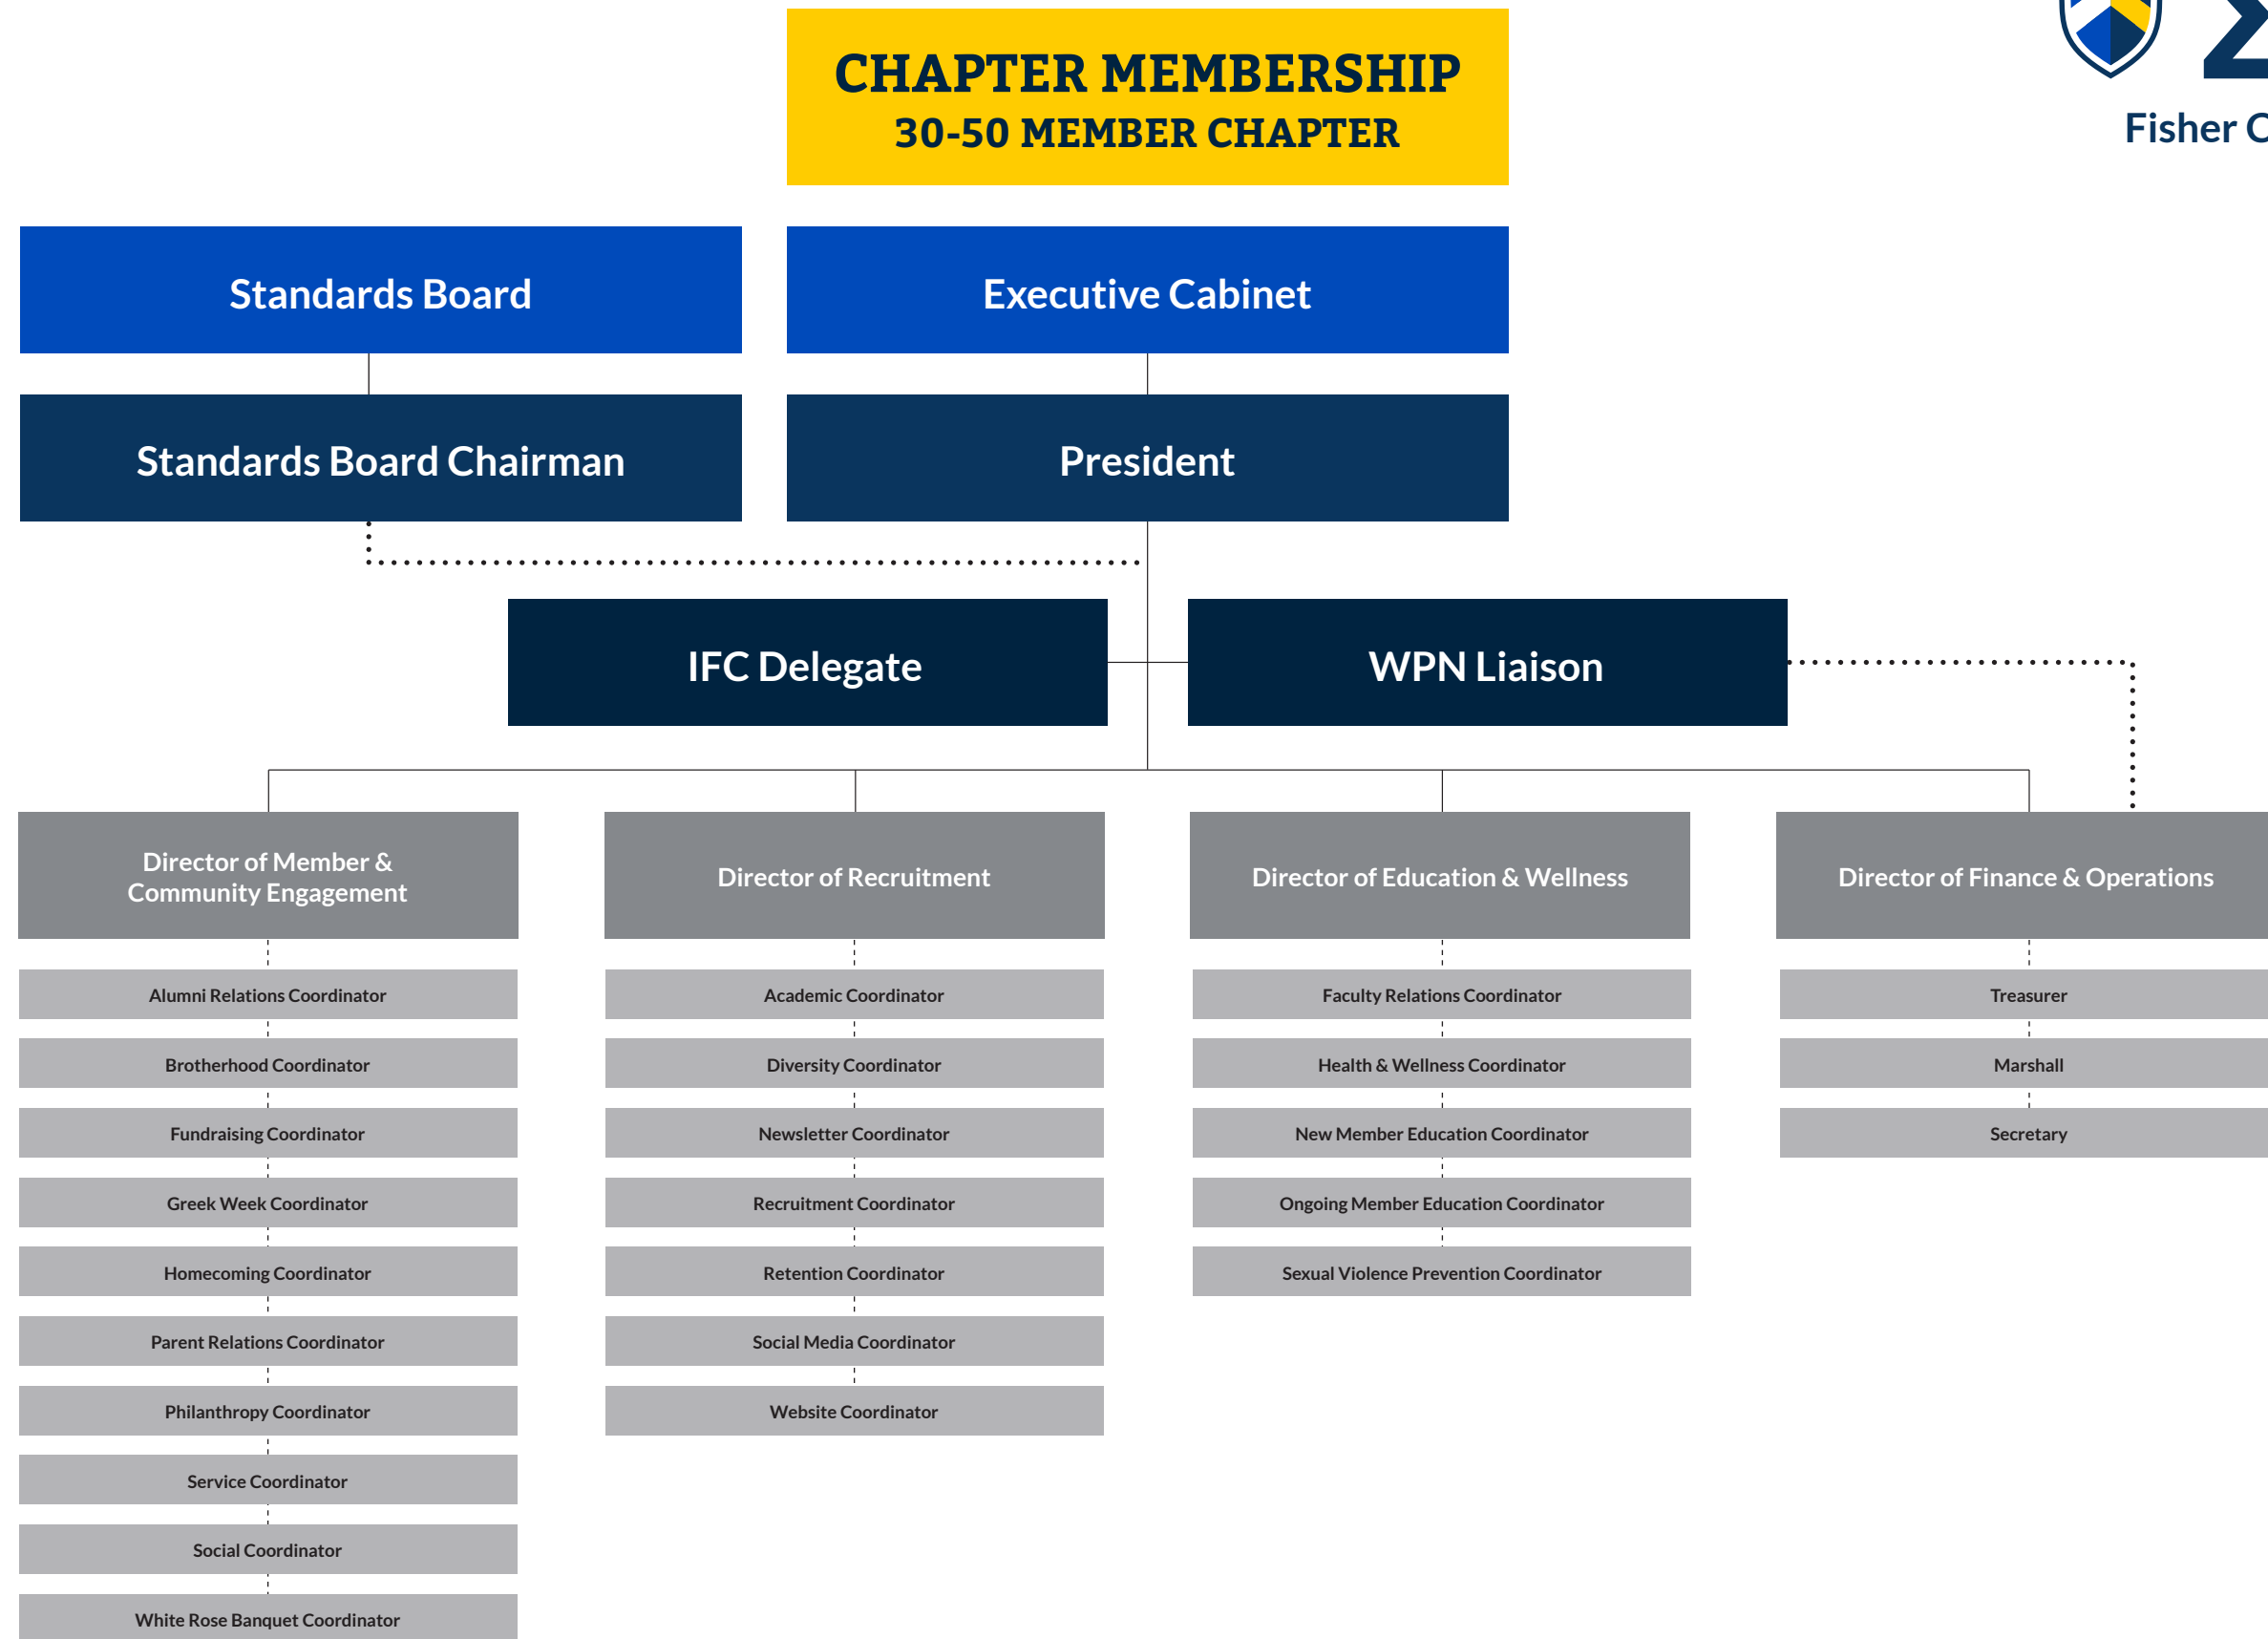 CHAPTER MEMBERSHIP
30-50 MEMBER CHAPTER
Fisher
Standards Board
Executive Cabinet
Standards Board Chairman
President
IFC Delegate
WPN Liaison
Director of Member &
Community Engagement
Director of Recruitment
Director of Education & Wellness
Director of Finance & Operations
Alumni Relations Coordinator
Brotherhood Coordinator
Fundraising Coordinator
Greek Week Coordinator
Homecoming Coordinator
Parent Relations Coordinator
Philanthropy Coordinator
Service Coordinator
Social Coordinator
White Rose Banquet Coordinator
Academic Coordinator
Diversity Coordinator
Newsletter Coordinator
Recruitment Coordinator
Retention Coordinator
Social Media Coordinator
Website Coordinator
Faculty Relations Coordinator
Health & Wellness Coordinator
New Member Education Coordinator
Ongoing Member Education Coordinator
Sexual Violence Prevention Coordinator
Treasurer
Marshall
Secretary